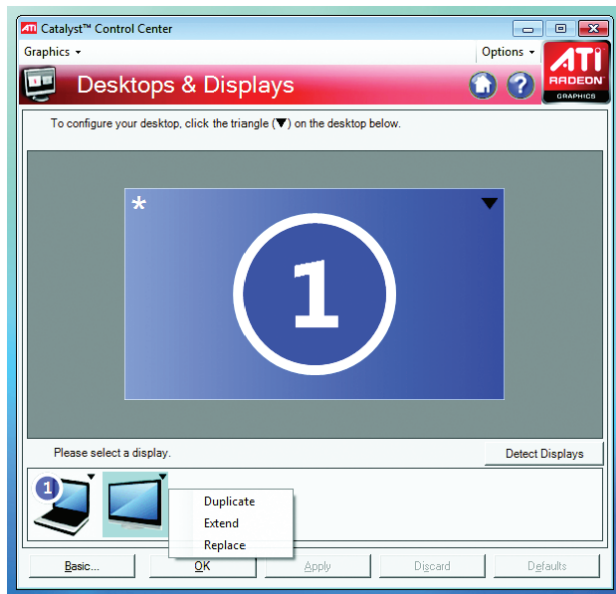 ATI Catalyst™ Control Center
Graphics Options
Desktops & Displays
ATI
RADEON
GRAPHICS
To configure your desktop, click the triangle (▼) on the desktop below.
*
1
Please select a display.
Detect Displays
1
Duplicate
Extend
Replace
Basic... OK Apply Discard Defaults